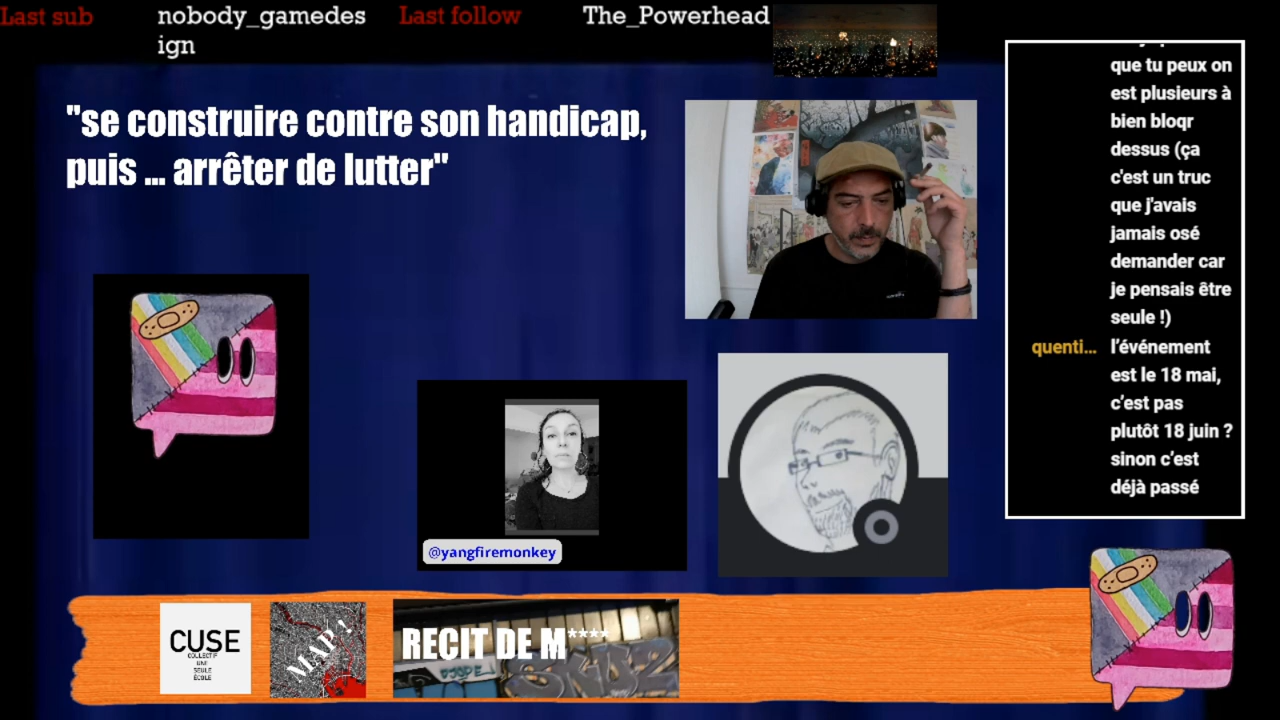 Last sub
nobody_gamedes
ign
Last follow
The_Powerhead
"se construire contre son handicap,
puis ... arrêter de lutter"
que tu peux on
est plusieurs à
bien bloqr
dessus (ça
c'est un truc
que j'avais
jamais osé
demander car
je pensais être
seule !)
quenti... l'événement
est le 18 mai,
c'est pas
plutôt 18 juin ?
sinon c'est
déjà passé
@yangfiremonkey
CUSE
COLLECTIF
UNE
SEULE
ÉCOLE
MAP !
RECIT DE M****